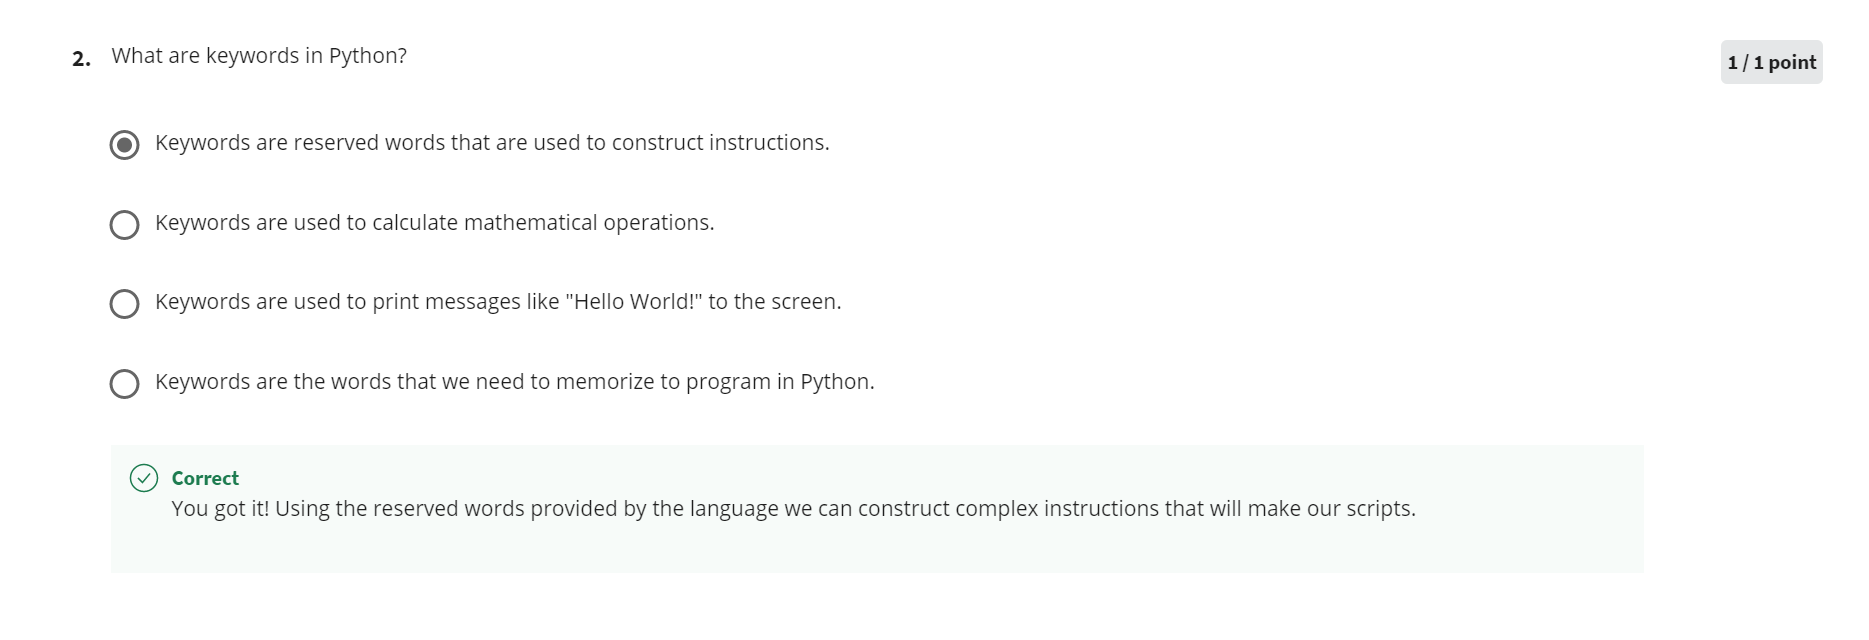 2. What are keywords in Python?
1 / 1 point
Keywords are reserved words that are used to construct instructions.
Keywords are used to calculate mathematical operations.
Keywords are used to print messages like "Hello World!" to the screen.
Keywords are the words that we need to memorize to program in Python.
Correct
You got it! Using the reserved words provided by the language we can construct complex instructions that will make our scripts.